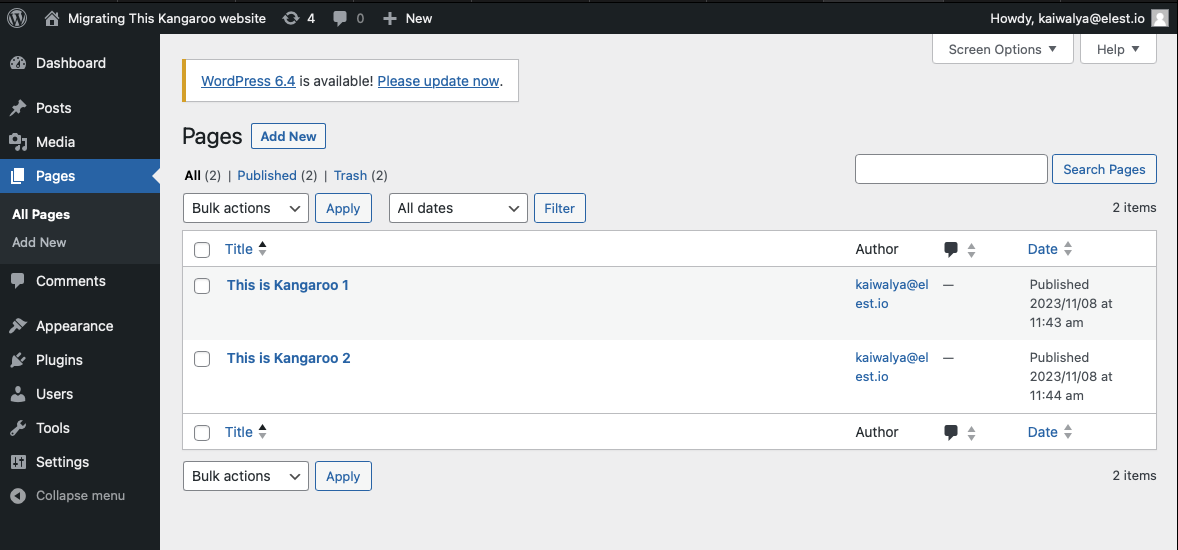 Migrating This Kangaroo website 4 0 New Howdy, kaiwalya@elest.io
Screen Options Help
Dashboard
Posts
Media
Pages
All Pages
Add New
Comments
Appearance
Plugins
Users
Tools
Settings
Collapse menu
WordPress 6.4 is available! Please update now.
Pages Add New
All (2) | Published (2) | Trash (2)
Search Pages
Bulk actions Apply All dates Filter 2 items
Title Author Date
This is Kangaroo 1 kaiwalya@el — Published
est.io 2023/11/08 at
11:43 am
This is Kangaroo 2 kaiwalya@el — Published
est.io 2023/11/08 at
11:44 am
Title Author Date
Bulk actions Apply 2 items